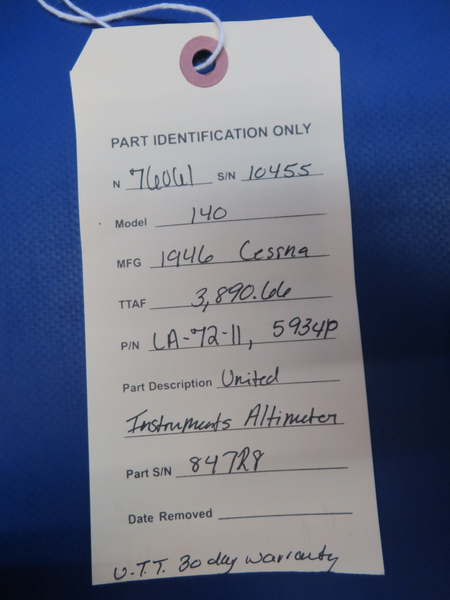 PART IDENTIFICATION ONLY
N 76061 S/N 10455
Model 140
MFG 1946 Cessna
TTAF 3,890.66
P/N LA-72-11, 5934P
Part Description United
Instruments Altimeter
Part S/N 847R8
Date Removed
U.T.T. 30 day warranty